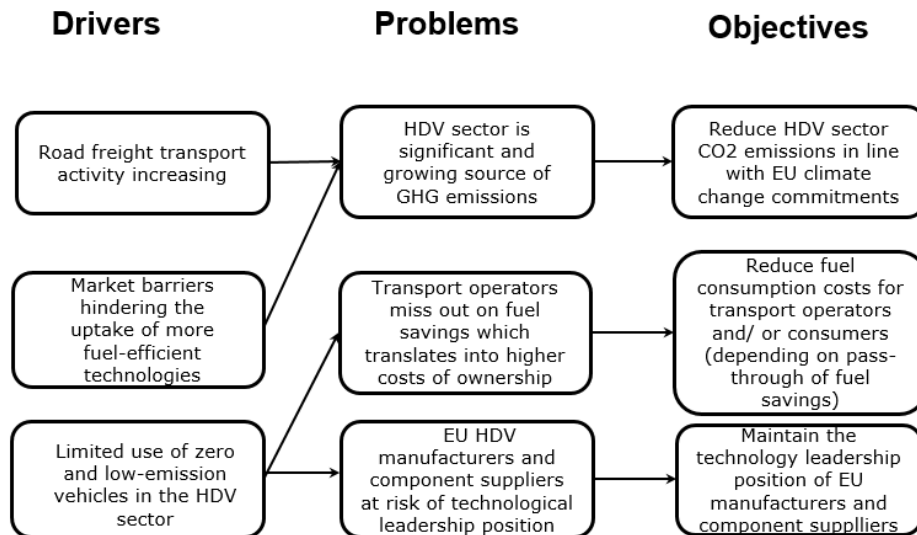 Drivers
Problems
Objectives
Road freight transport
activity increasing
HDV sector is
significant and
growing source of
GHG emissions
Reduce HDV sector
CO2 emissions in line
with EU climate
change commitments
Market barriers
hindering the
uptake of more
fuel-efficient
technologies
Transport operators
miss out on fuel
savings which
translates into higher
costs of ownership
Reduce fuel
consumption costs for
transport operators
and/ or consumers
(depending on pass-
through of fuel
savings)
Limited use of zero
and low-emission
vehicles in the HDV
sector
EU HDV
manufacturers and
component suppliers
at risk of technological
leadership position
Maintain the
technology leadership
position of EU
manufacturers and
component supplliers